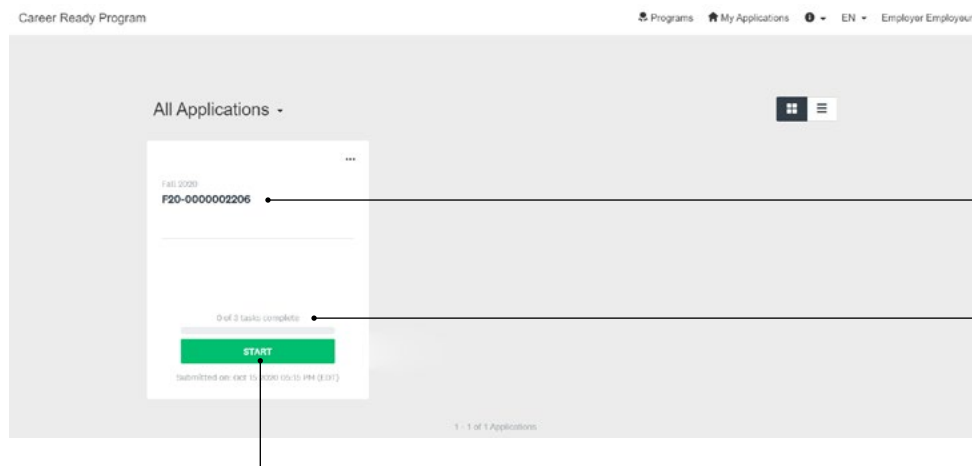 Career Ready Program
Programs My Applications EN Employer Employeur
All Applications
...
Fall 2020
F20-0000002206
0 of 3 tasks complete
START
Submitted on: Oct 15 2020 05:15 PM (EDT)
1 - 1 of 1 Applications